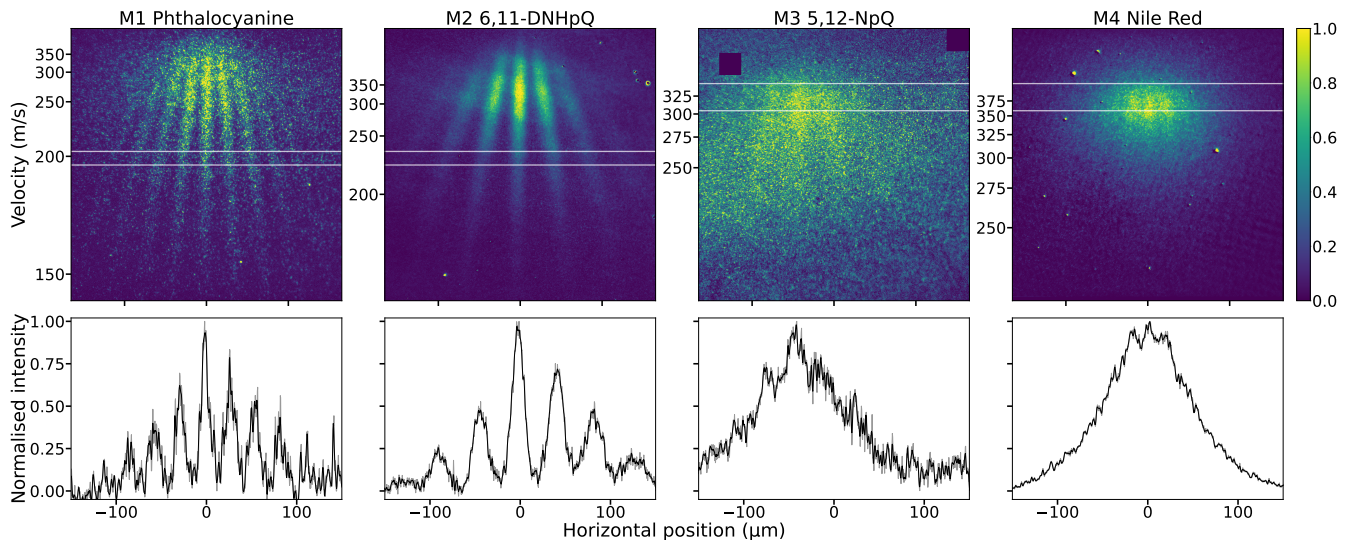 M1 Phthalocyanine
M2 6,11-DNHpQ
M3 5,12-NpQ
M4 Nile Red
Velocity (m/s)
350
300
250
200
150
350
300
250
200
325
300
275
250
375
350
325
300
275
250
1.0
0.8
0.6
0.4
0.2
0.0
Normalised intensity
1.00
0.75
0.50
0.25
0.00
−100 0 100
−100 0 100
−100 0 100
−100 0 100
Horizontal position (μm)